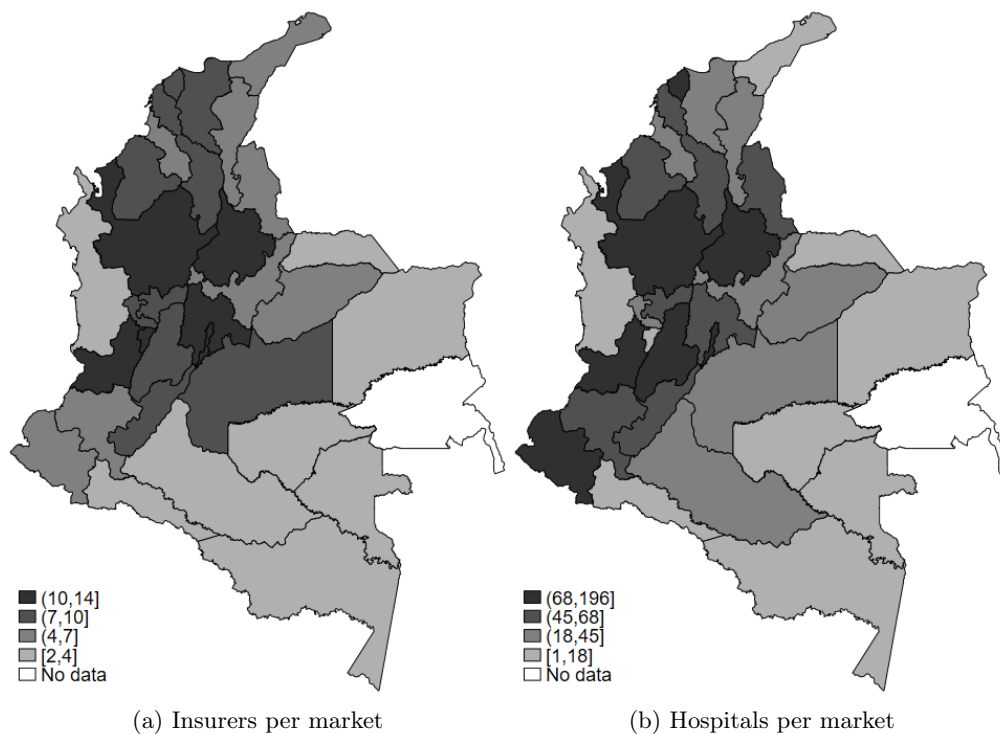 (10,14]
(7,10]
(4,7]
[2,4]
No data
(68,196]
(45,68]
(18,45]
[1,18]
No data
(a) Insurers per market
(b) Hospitals per market